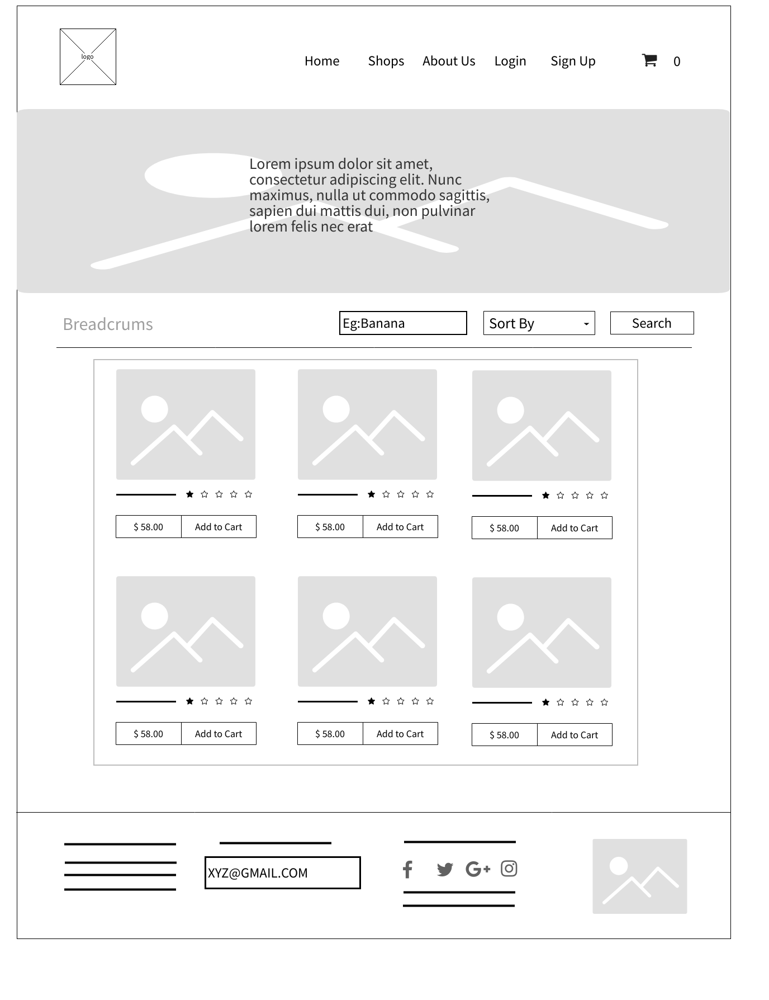 logo
Home Shops About Us Login Sign Up 0
Lorem ipsum dolor sit amet,
consectetur adipiscing elit. Nunc
maximus, nulla ut commodo sagittis,
sapien dui mattis dui, non pulvinar
lorem felis nec erat
Breadcrums Eg:Banana Sort By Search
$ 58.00 Add to Cart $ 58.00 Add to Cart $ 58.00 Add to Cart
$ 58.00 Add to Cart $ 58.00 Add to Cart $ 58.00 Add to Cart
XYZ@GMAIL.COM